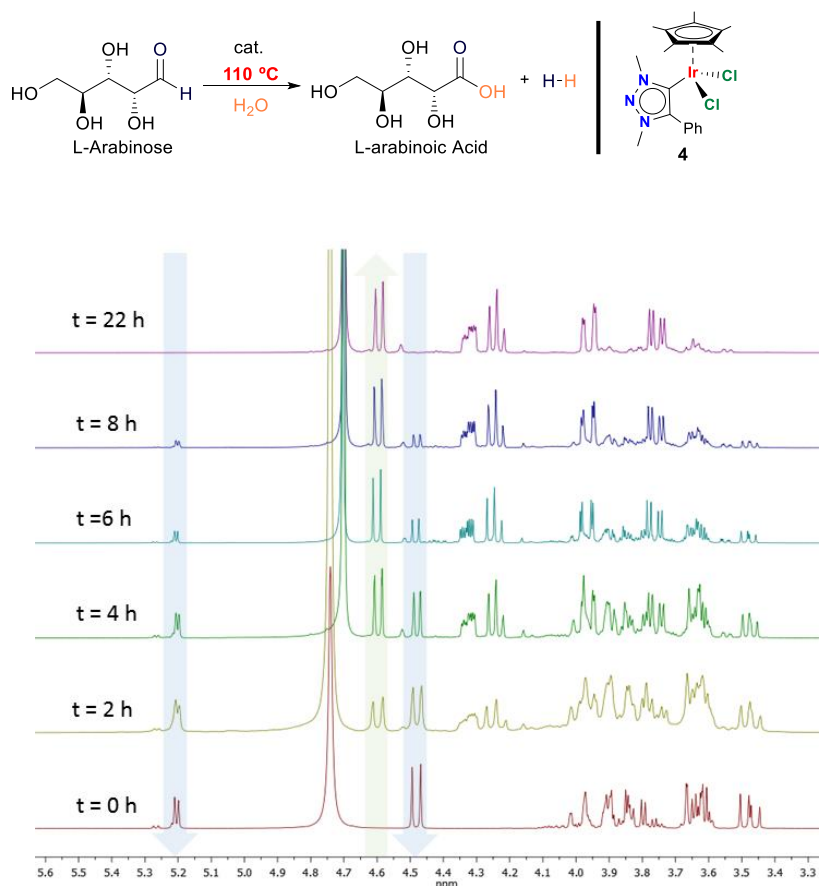 OH O
HO H
OH OH
L-Arabinose
cat.
110 ºC
H₂O
OH O
HO OH
OH OH
L-arabinoic Acid
+ H-H
Ir
Cl
Cl
N
N
N
Ph
4
t = 22 h
t = 8 h
t =6 h
t = 4 h
t = 2 h
t = 0 h
5.6 5.5 5.4 5.3 5.2 5.1 5.0 4.9 4.8 4.7 4.6 4.5 4.4 4.3 4.2 4.1 4.0 3.9 3.8 3.7 3.6 3.5 3.4 3.3
ppm